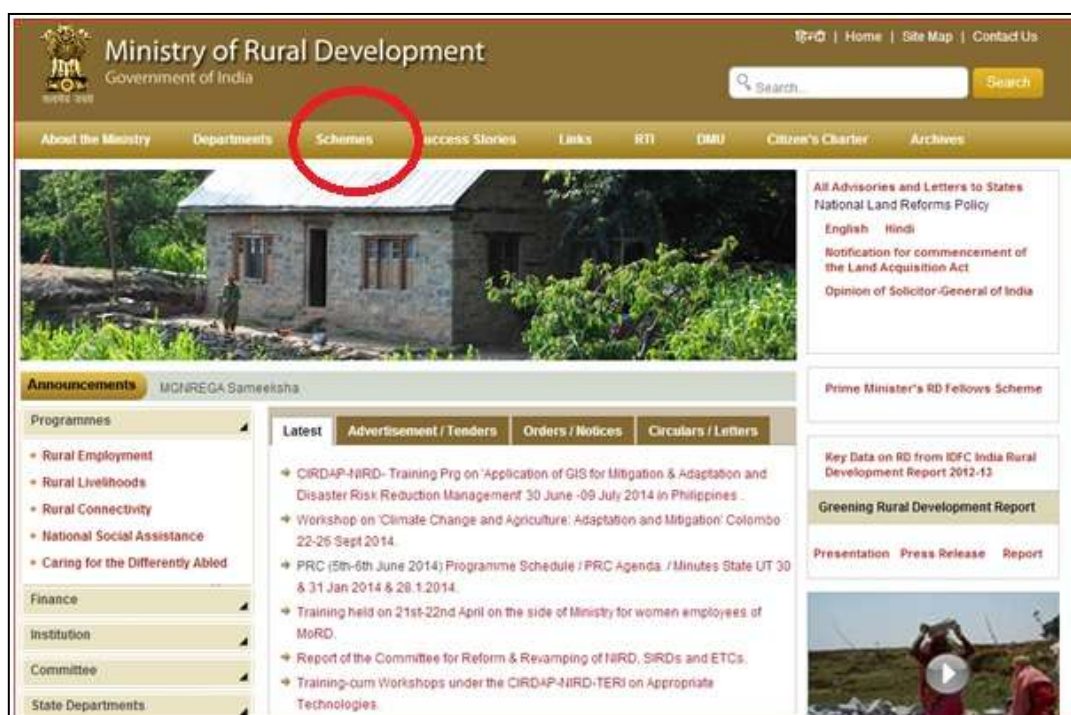 Ministry of Rural Development
Government of India
हिन्दी | Home | Site Map | Contact Us
Search...
Search
About the Ministry
Departments
Schemes
uccess Stories
Links
RTI
DMU
Citizen's Charter
Archives
All Advisories and Letters to States
National Land Reforms Policy
English Hindi
Notification for commencement of
the Land Acquisition Act
Opinion of Solicitor-General of India
Announcements
MGNREGA Sameeksha
Prime Minister's RD Fellows Scheme
Programmes
Rural Employment
Rural Livelihoods
Rural Connectivity
National Social Assistance
Caring for the Differently Abled
Finance
Institution
Committee
State Departments
Latest
Advertisement / Tenders
Orders / Notices
Circulars / Letters
CIRDAP-NIRD- Training Prg on 'Application of GIS for Mitigation & Adaptation and
Disaster Risk Reduction Management' 30 June -09 July 2014 in Philippines .
Workshop on 'Climate Change and Agriculture: Adaptation and Mitigation' Colombo
22-26 Sept 2014.
PRC (5th-6th June 2014) Programme Schedule / PRC Agenda. / Minutes State UT 30
& 31 Jan 2014 & 28.1.2014.
Training held on 21st-22nd April on the side of Ministry for women employees of
MoRD.
Report of the Committee for Reform & Revamping of NIRD, SIRDs and ETCs.
Training-cum Workshops under the CIRDAP-NIRD-TERI on Appropriate
Technologies.
Key Data on RD from IDFC India Rural
Development Report 2012-13
Greening Rural Development Report
Presentation Press Release Report